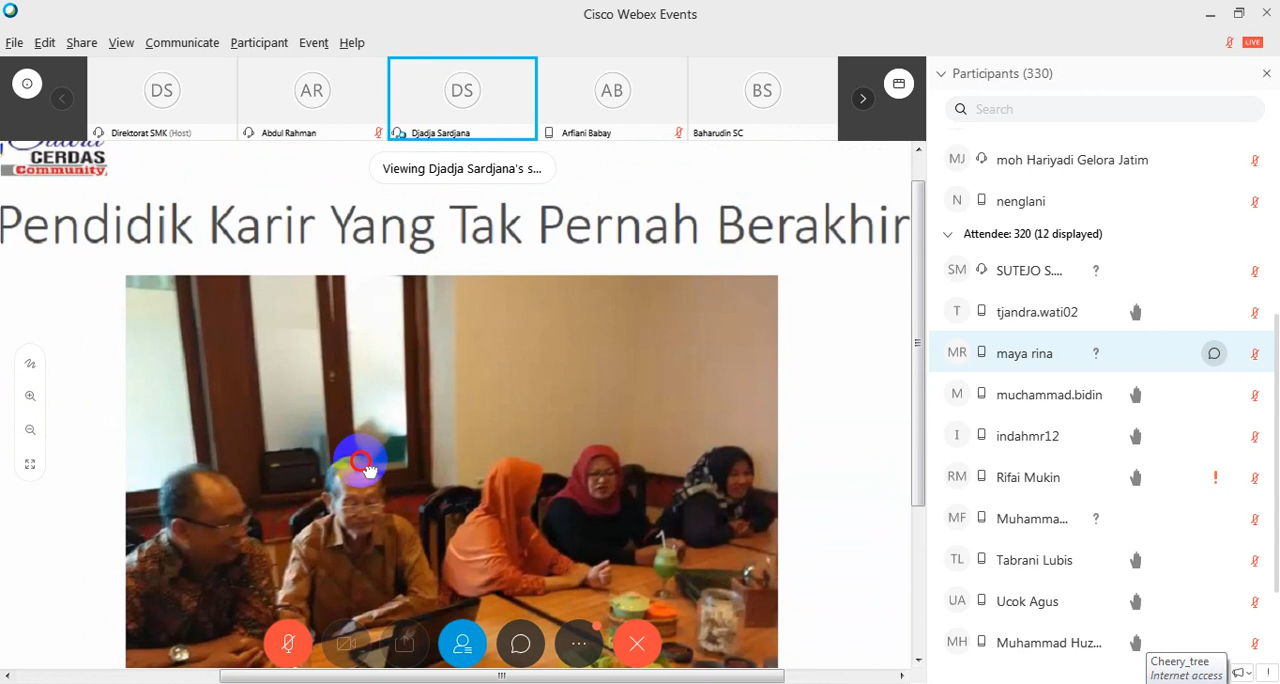 Cisco Webex Events
File Edit Share View Communicate Participant Event Help
LIVE
DS
Direktorat SMK (Host)
AR
Abdul Rahman
DS
Djadja Sardjana
AB
Arfiani Babay
BS
Baharudin SC
CERDAS
Community
Viewing Djadja Sardjana's s...
Pendidik Karir Yang Tak Pernah Berakhir
Participants (330)
Search
MJ moh Hariyadi Gelora Jatim
N nenglani
Attendee: 320 (12 displayed)
SM SUTEJO S.... ?
T tjandra.wati02
MR maya rina ?
M muchammad.bidin
I indahmr12
RM Rifai Mukin !
MF Muhamma... ?
TL Tabrani Lubis
UA Ucok Agus
MH Muhammad Huz...
Cheery_tree
Internet access